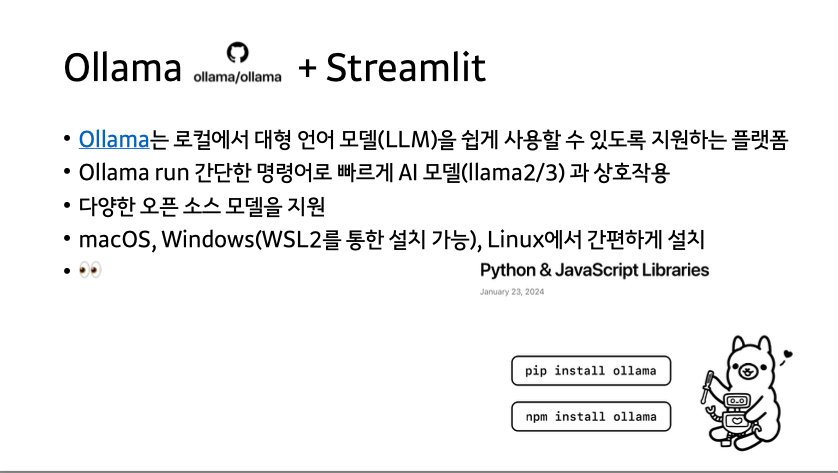 Ollama ollama/ollama + Streamlit
• Ollama는 로컬에서 대형 언어 모델(LLM)을 쉽게 사용할 수 있도록 지원하는 플랫폼
• Ollama run 간단한 명령어로 빠르게 AI 모델(llama2/3) 과 상호작용
• 다양한 오픈 소스 모델을 지원
• macOS, Windows(WSL2를 통한 설치 가능), Linux에서 간편하게 설치
• 👀
Python & JavaScript Libraries
January 23, 2024
pip install ollama
npm install ollama